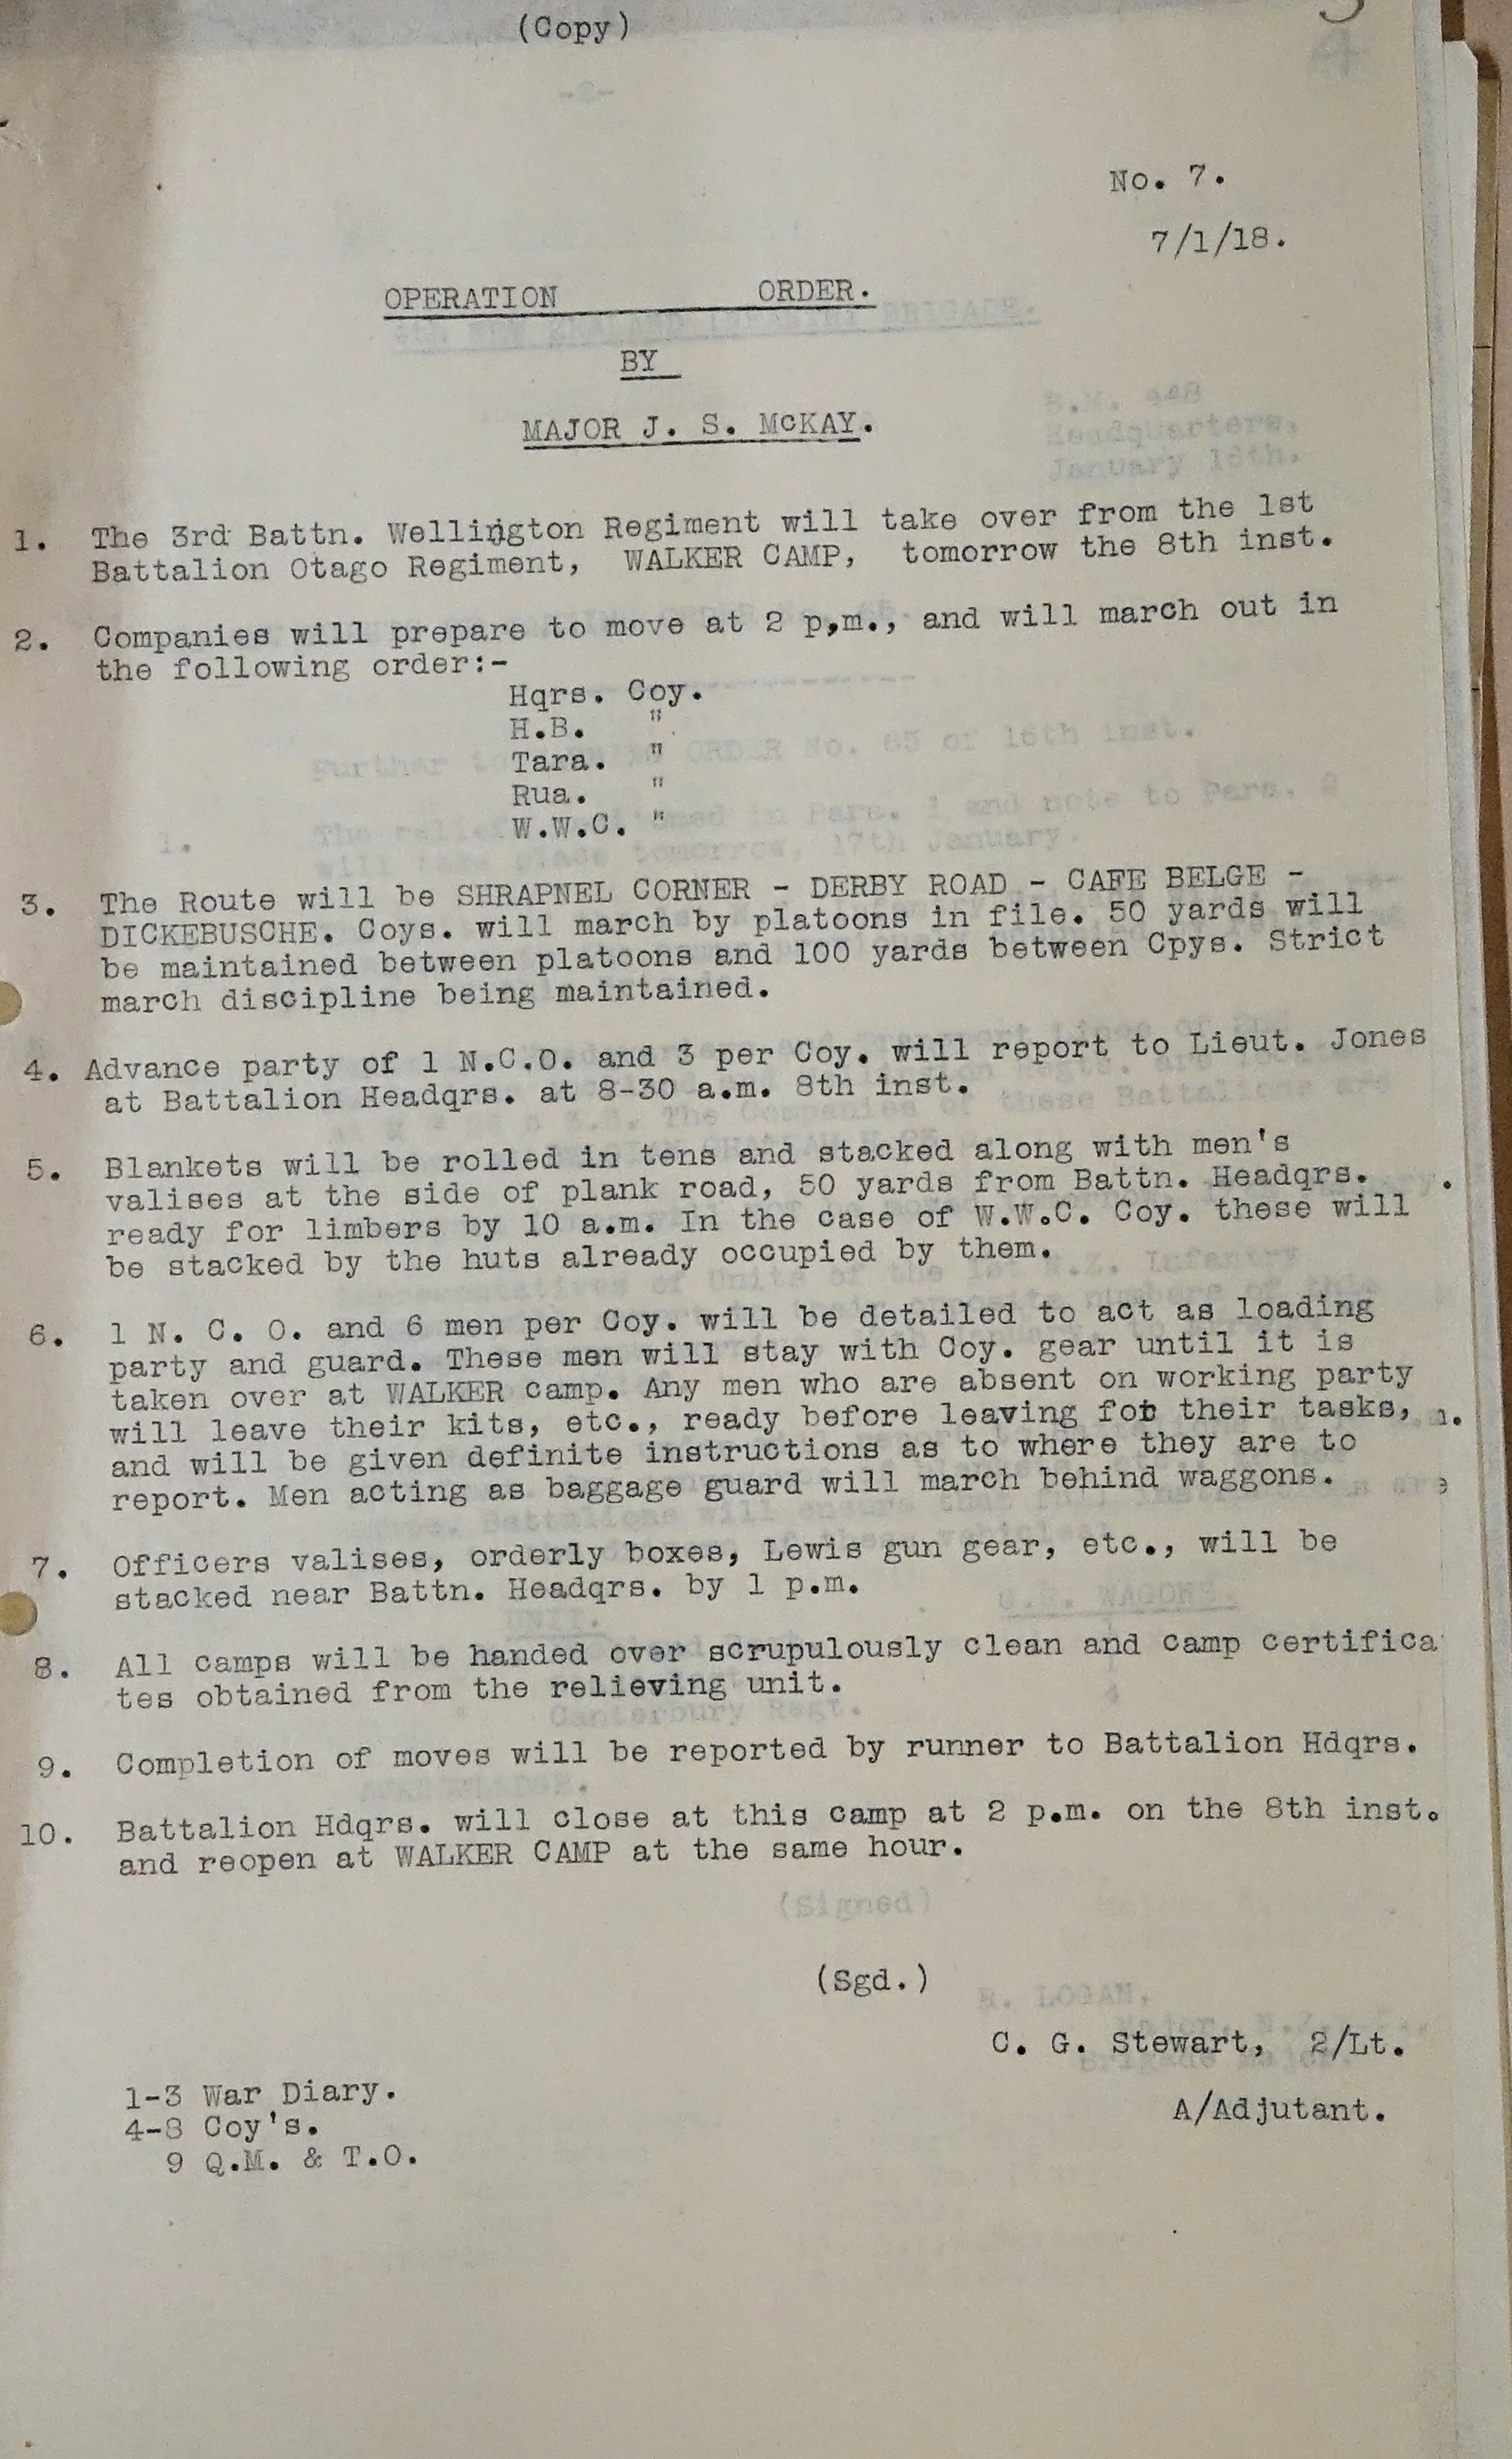 (Copy)
No. 7.
7/1/18.
OPERATION ORDER.
BY
MAJOR J. S. McKAY.
1. The 3rd Battn. Wellington Regiment will take over from the 1st
Battalion Otago Regiment, WALKER CAMP, tomorrow the 8th inst.
2. Companies will prepare to move at 2 p,m., and will march out in
the following order:-
Hqrs. Coy.
H.B. "
Tara. "
Rua. "
W.W.C. "
3. The Route will be SHRAPNEL CORNER - DERBY ROAD - CAFE BELGE -
DICKEBUSCHE. Coys. will march by platoons in file. 50 yards will
be maintained between platoons and 100 yards between Cpys. Strict
march discipline being maintained.
4. Advance party of 1 N.C.O. and 3 per Coy. will report to Lieut. Jones
at Battalion Headqrs. at 8-30 a.m. 8th inst.
5. Blankets will be rolled in tens and stacked along with men's
valises at the side of plank road, 50 yards from Battn. Headqrs.
ready for limbers by 10 a.m. In the case of W.W.C. Coy. these will
be stacked by the huts already occupied by them.
6. 1 N. C. O. and 6 men per Coy. will be detailed to act as loading
party and guard. These men will stay with Coy. gear until it is
taken over at WALKER camp. Any men who are absent on working party
will leave their kits, etc., ready before leaving for their tasks,
and will be given definite instructions as to where they are to
report. Men acting as baggage guard will march behind waggons.
7. Officers valises, orderly boxes, Lewis gun gear, etc., will be
stacked near Battn. Headqrs. by 1 p.m.
8. All camps will be handed over scrupulously clean and camp certifica
tes obtained from the relieving unit.
9. Completion of moves will be reported by runner to Battalion Hdqrs.
10. Battalion Hdqrs. will close at this camp at 2 p.m. on the 8th inst.
and reopen at WALKER CAMP at the same hour.
(Sgd.)
C. G. Stewart, 2/Lt.
A/Adjutant.
1-3 War Diary.
4-8 Coy's.
9 Q.M. & T.O.